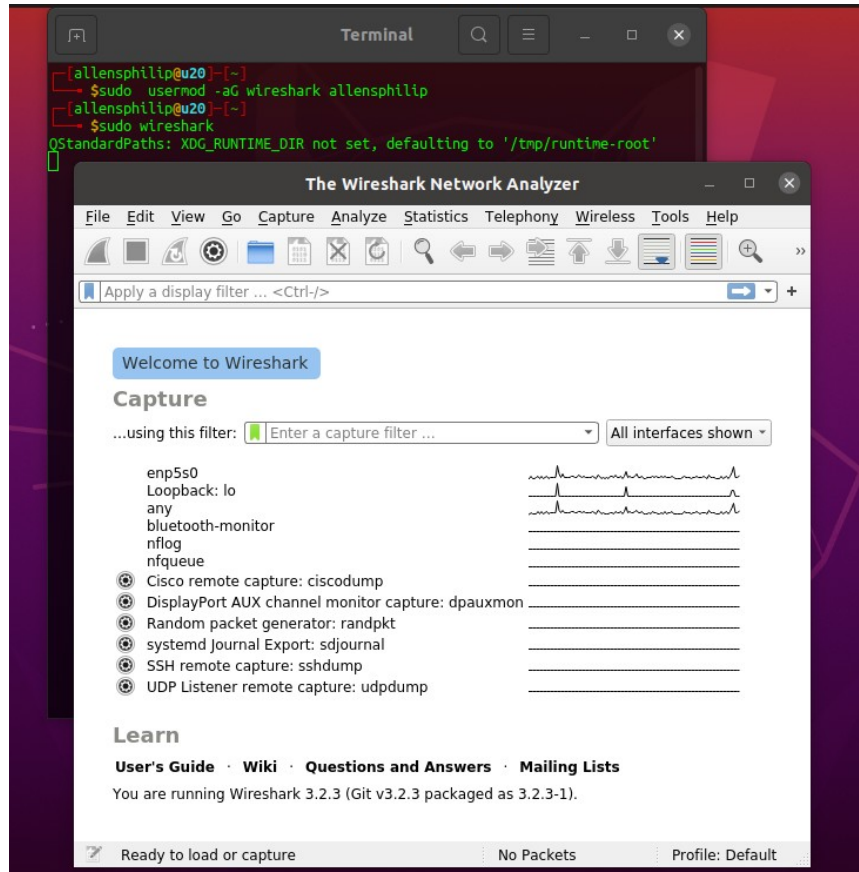 Terminal
[allensphilip@u20]-[~]
$sudo  usermod -aG wireshark allensphilip
[allensphilip@u20]-[~]
$sudo wireshark
QStandardPaths: XDG_RUNTIME_DIR not set, defaulting to '/tmp/runtime-root'
The Wireshark Network Analyzer
File Edit View Go Capture Analyze Statistics Telephony Wireless Tools Help
Apply a display filter ... <Ctrl-/>
Welcome to Wireshark
Capture
...using this filter: Enter a capture filter ... All interfaces shown
enp5s0
Loopback: lo
any
bluetooth-monitor
nflog
nfqueue
Cisco remote capture: ciscodump
DisplayPort AUX channel monitor capture: dpauxmon
Random packet generator: randpkt
systemd Journal Export: sdjournal
SSH remote capture: sshdump
UDP Listener remote capture: udpdump
Learn
User's Guide · Wiki · Questions and Answers · Mailing Lists
You are running Wireshark 3.2.3 (Git v3.2.3 packaged as 3.2.3-1).
Ready to load or capture No Packets Profile: Default